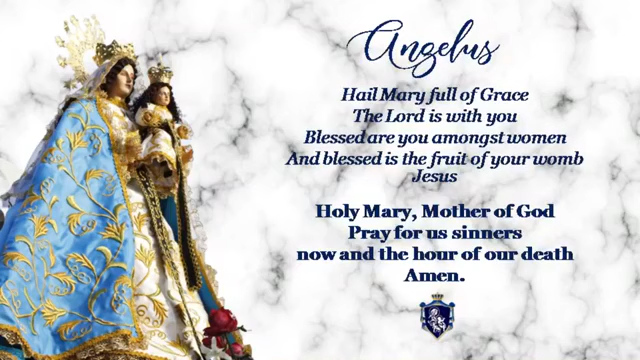 Angelus
Hail Mary full of Grace
The Lord is with you
Blessed are you amongst women
And blessed is the fruit of your womb
Jesus
Holy Mary, Mother of God
Pray for us sinners
now and the hour of our death
Amen.